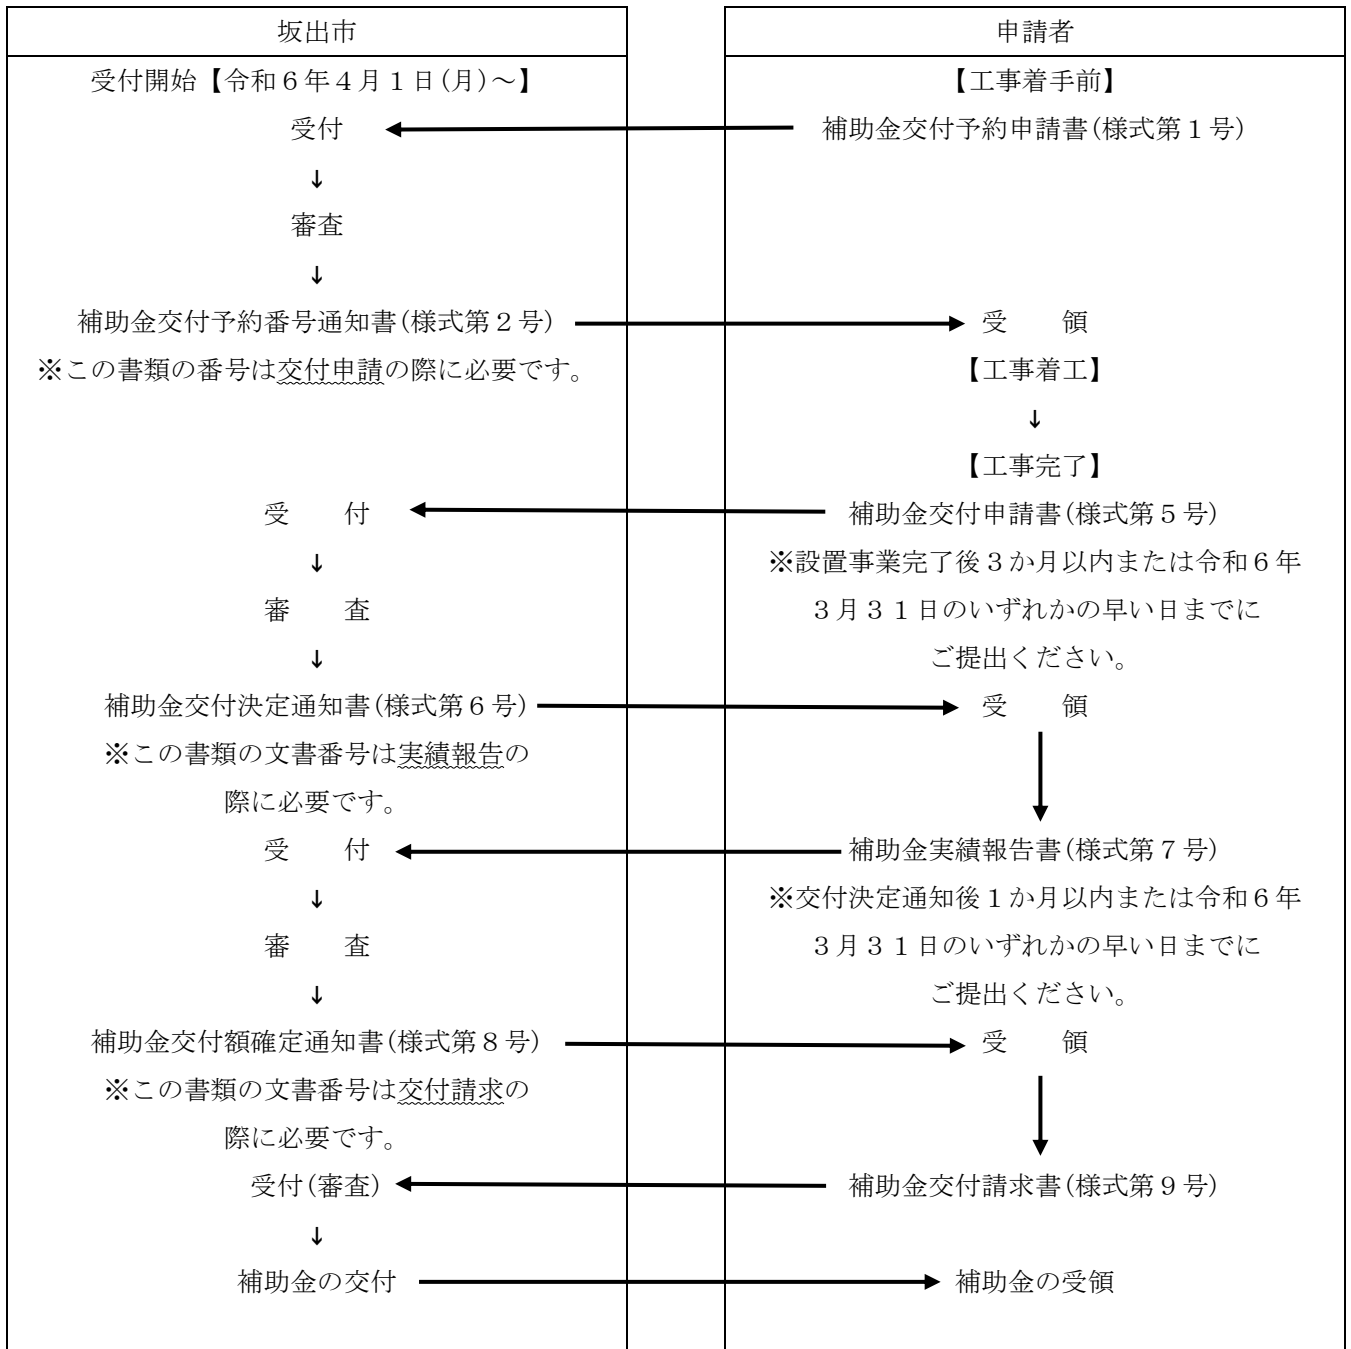 坂出市
申請者
受付開始【令和６年４月１日(月)～】
【工事着手前】
受付
補助金交付予約申請書(様式第１号)
↓
審査
↓
補助金交付予約番号通知書(様式第２号)
受　　領
※この書類の番号は交付申請の際に必要です。
【工事着工】
↓
【工事完了】
受　　付
補助金交付申請書(様式第５号)
↓
※設置事業完了後３か月以内または令和６年
審　　査
３月３１日のいずれかの早い日までに
↓
ご提出ください。
補助金交付決定通知書(様式第６号)
受　　領
※この書類の文書番号は実績報告の
際に必要です。
受　　付
補助金実績報告書(様式第７号)
↓
※交付決定通知後１か月以内または令和６年
審　　査
３月３１日のいずれかの早い日までに
↓
ご提出ください。
補助金交付額確定通知書(様式第８号)
受　　領
※この書類の文書番号は交付請求の
際に必要です。
受付(審査)
補助金交付請求書(様式第９号)
↓
補助金の交付
補助金の受領